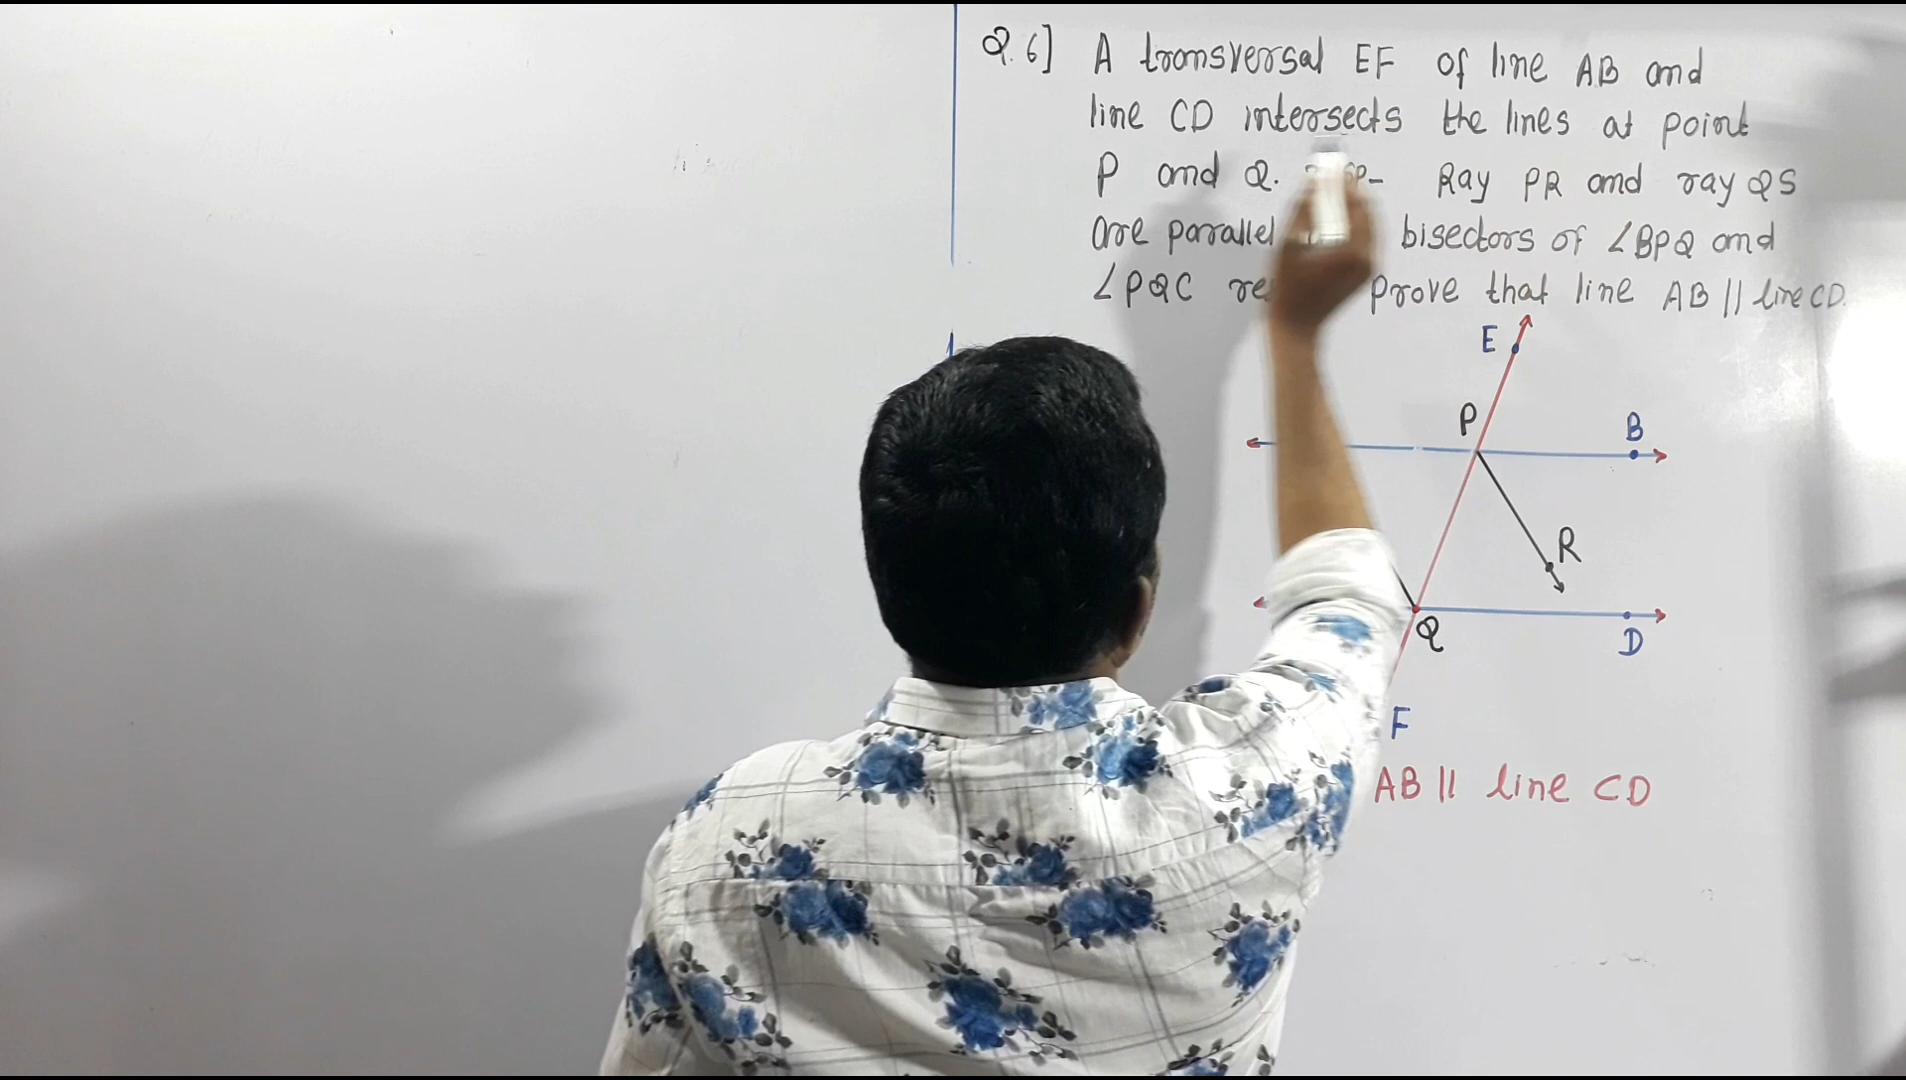 Q. 6] A transversal EF of line AB and
line CD intersects the lines at point
P and Q. Ray PR and ray QS
are parallel bisectors of ∠BPQ and
∠PQC prove that line AB || line CD.
E
P
B
R
Q
D
F
AB || line CD